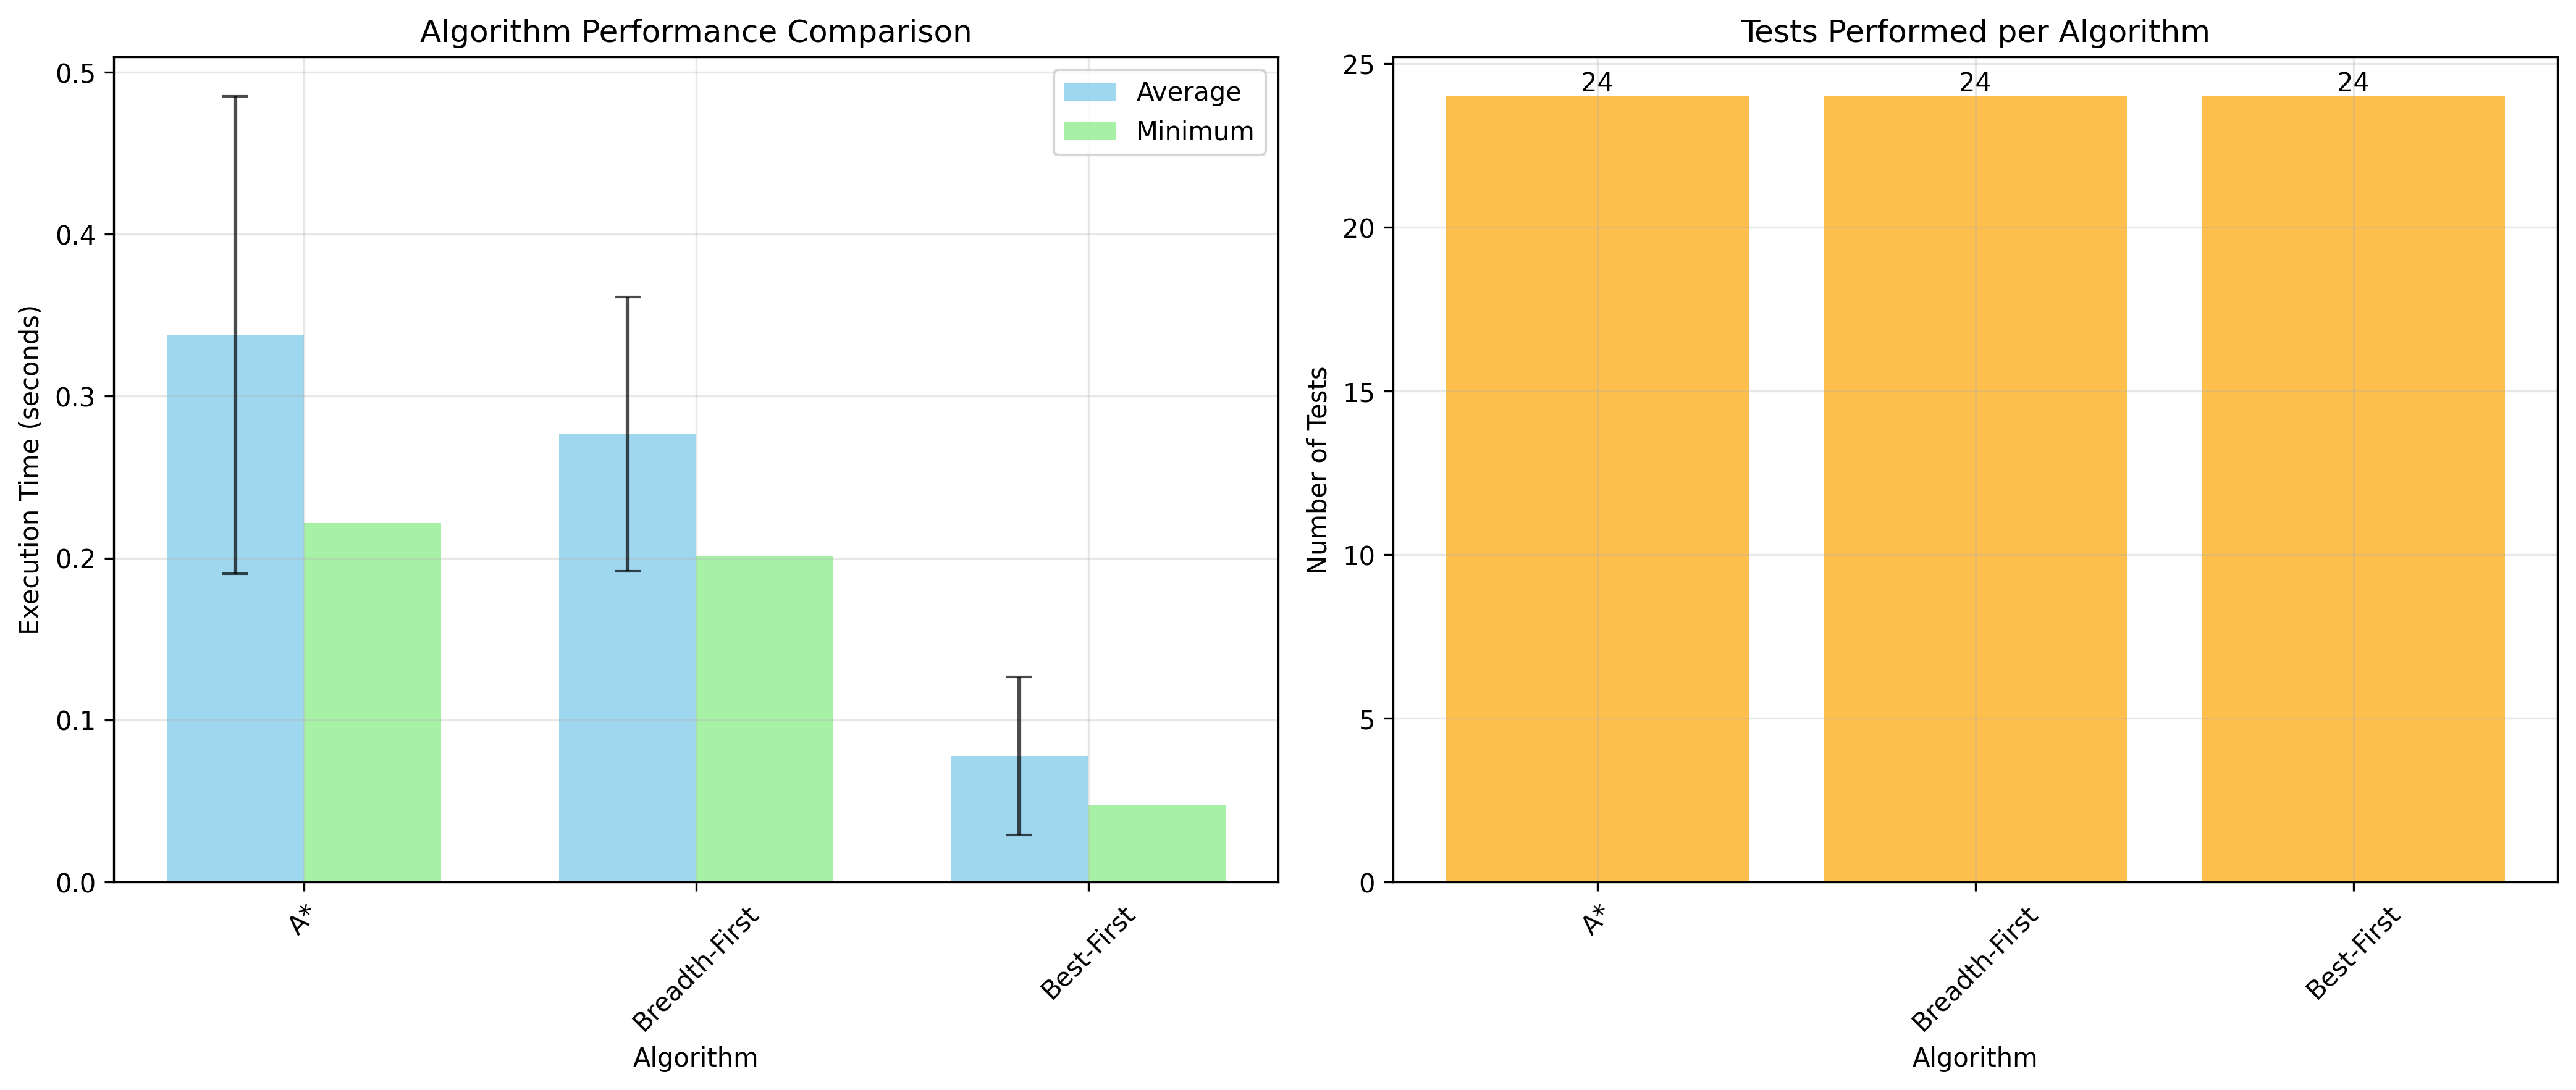 Algorithm Performance Comparison
Execution Time (seconds)
0.5
0.4
0.3
0.2
0.1
0.0
Average
Minimum
A*
Breadth-First
Best-First
Algorithm
Tests Performed per Algorithm
Number of Tests
25
20
15
10
5
0
24
24
24
A*
Breadth-First
Best-First
Algorithm